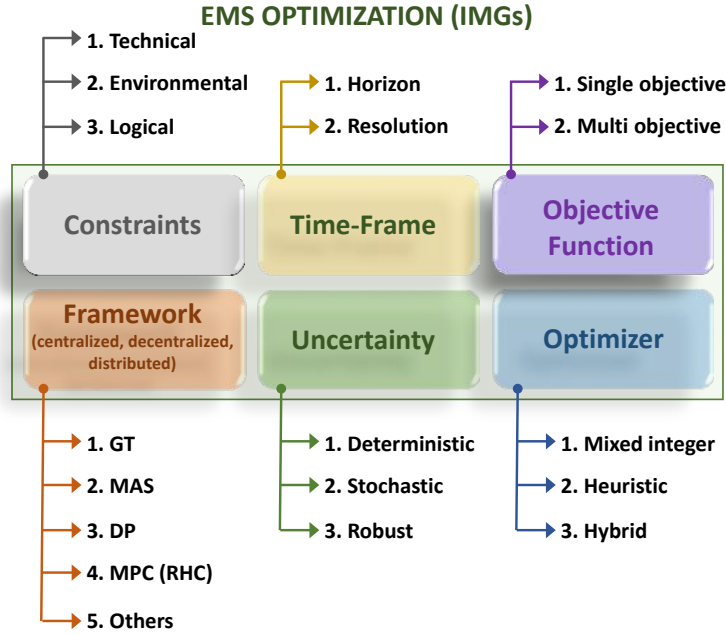 EMS OPTIMIZATION (IMGs)
1. Technical
2. Environmental
3. Logical
1. Horizon
2. Resolution
1. Single objective
2. Multi objective
Constraints
Time-Frame
Objective
Function
Framework
(centralized, decentralized,
distributed)
Uncertainty
Optimizer
1. GT
2. MAS
3. DP
4. MPC (RHC)
5. Others
1. Deterministic
2. Stochastic
3. Robust
1. Mixed integer
2. Heuristic
3. Hybrid